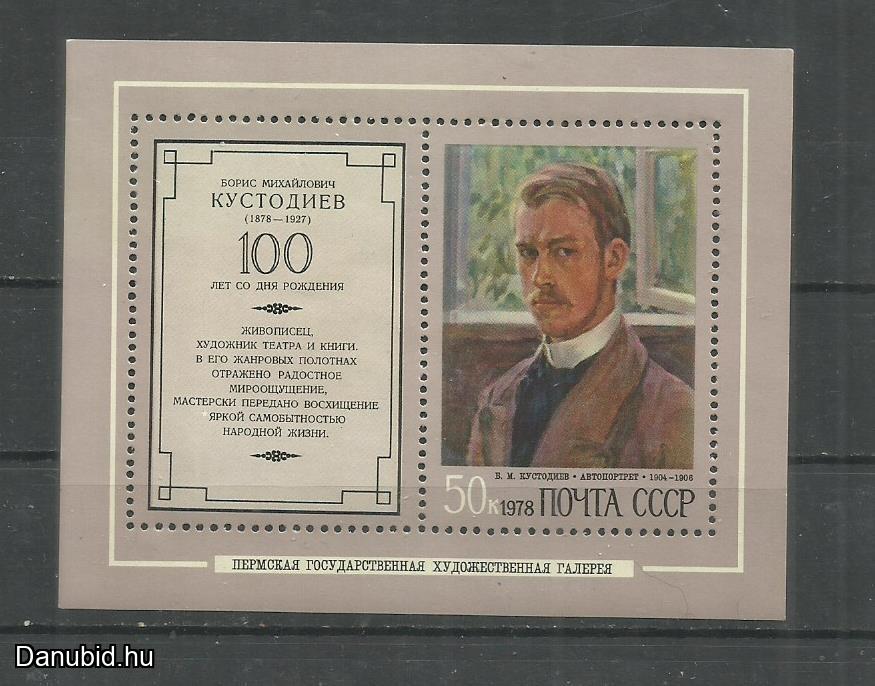 БОРИС МИХАЙЛОВИЧ
КУСТОДИЕВ
(1878—1927)
100
ЛЕТ СО ДНЯ РОЖДЕНИЯ
ЖИВОПИСЕЦ,
ХУДОЖНИК ТЕАТРА И КНИГИ.
В ЕГО ЖАНРОВЫХ ПОЛОТНАХ
ОТРАЖЕНО РАДОСТНОЕ
МИРООЩУЩЕНИЕ,
МАСТЕРСКИ ПЕРЕДАНО ВОСХИЩЕНИЕ
ЯРКОЙ САМОБЫТНОСТЬЮ
НАРОДНОЙ ЖИЗНИ.
Б. М. КУСТОДИЕВ • АВТОПОРТРЕТ • 1904-1906
50к 1978 ПОЧТА СССР
ПЕРМСКАЯ ГОСУДАРСТВЕННАЯ ХУДОЖЕСТВЕННАЯ ГАЛЕРЕЯ
Danubid.hu